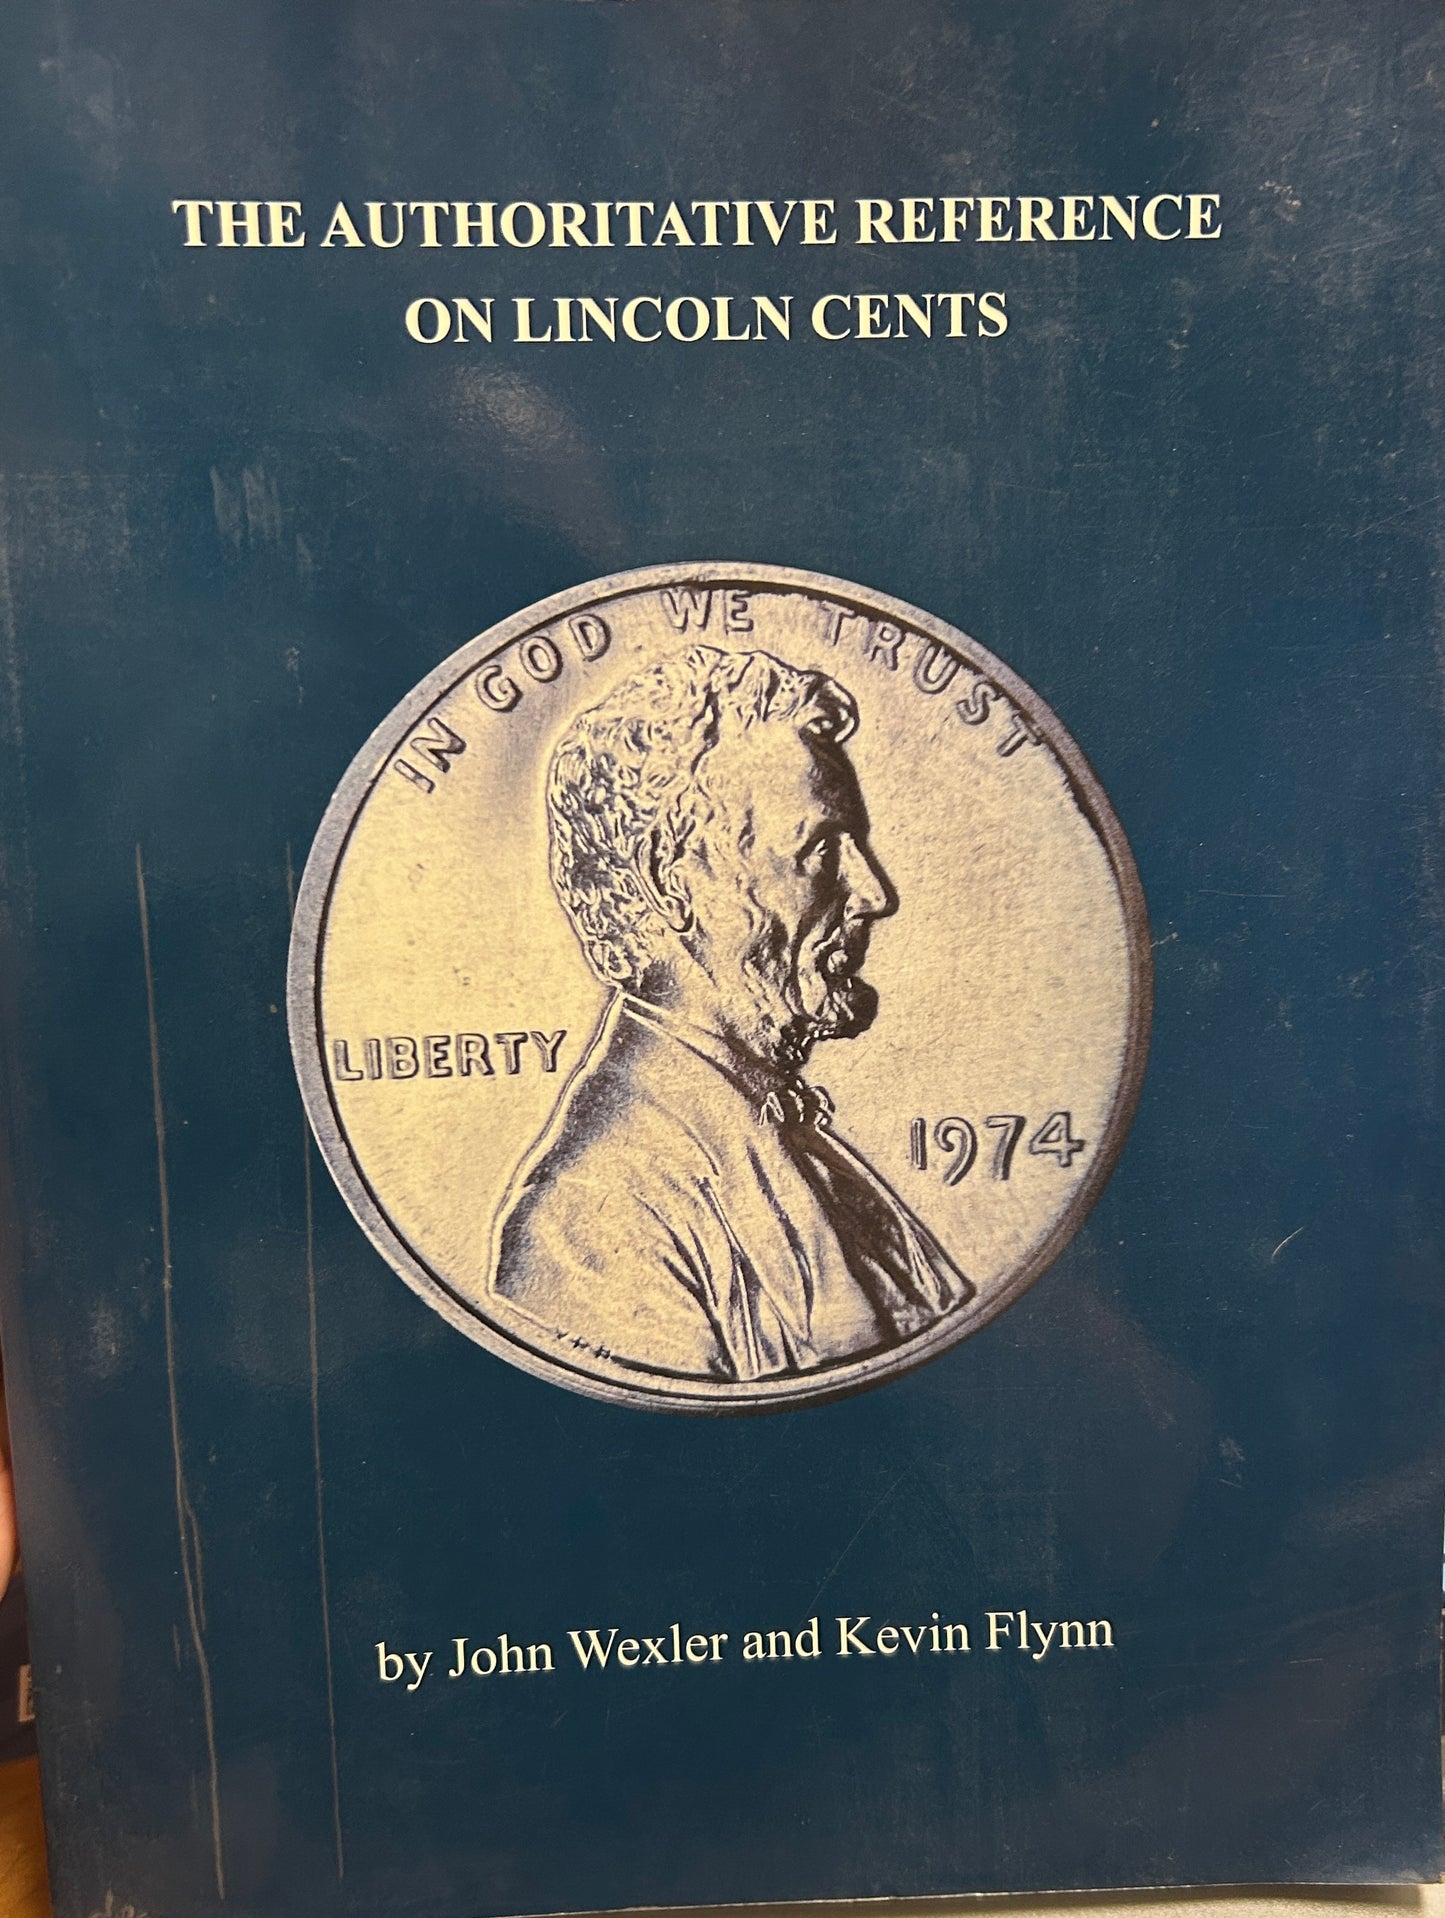 THE AUTHORITATIVE REFERENCE
ON LINCOLN CENTS
IN GOD WE TRUST
LIBERTY
1974
by John Wexler and Kevin Flynn